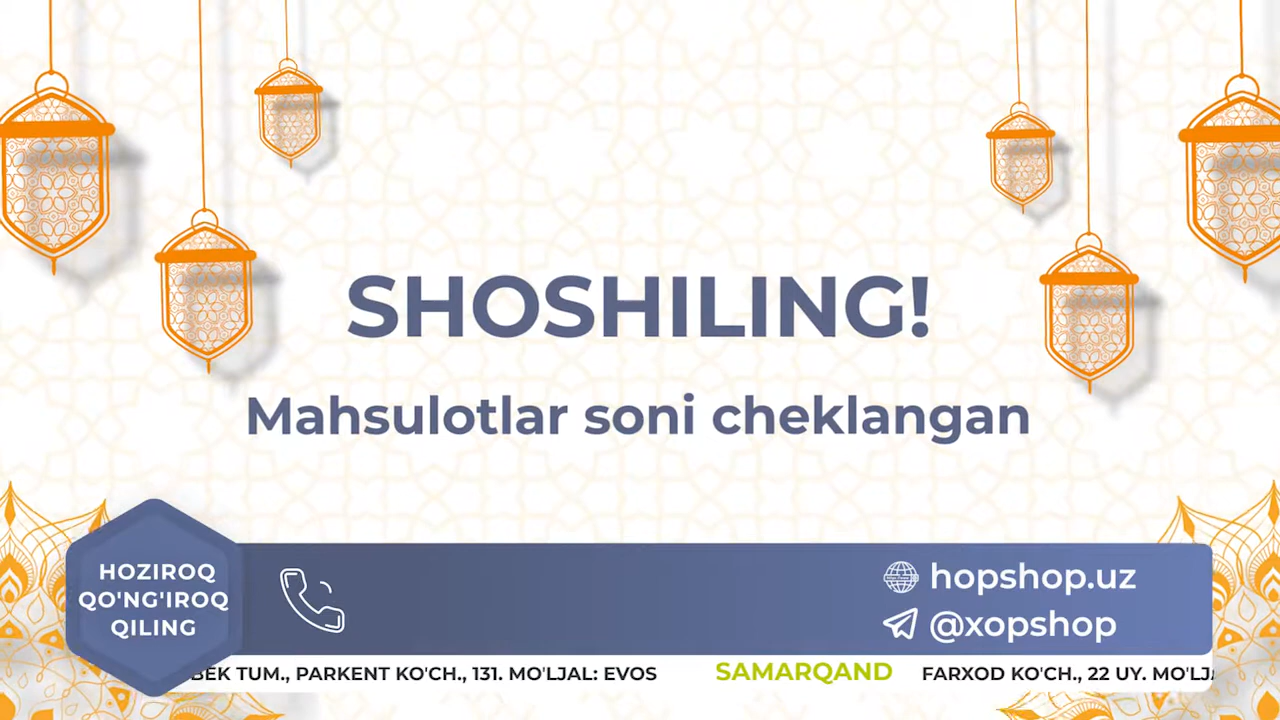 SHOSHILING!
Mahsulotlar soni cheklangan
HOZIROQ
QO'NG'IROQ
QILING
hopshop.uz
@xopshop
TUM., PARKENT KO'CH., 131. MO'LJAL: EVOS SAMARQAND FARXOD KO'CH., 22 UY.